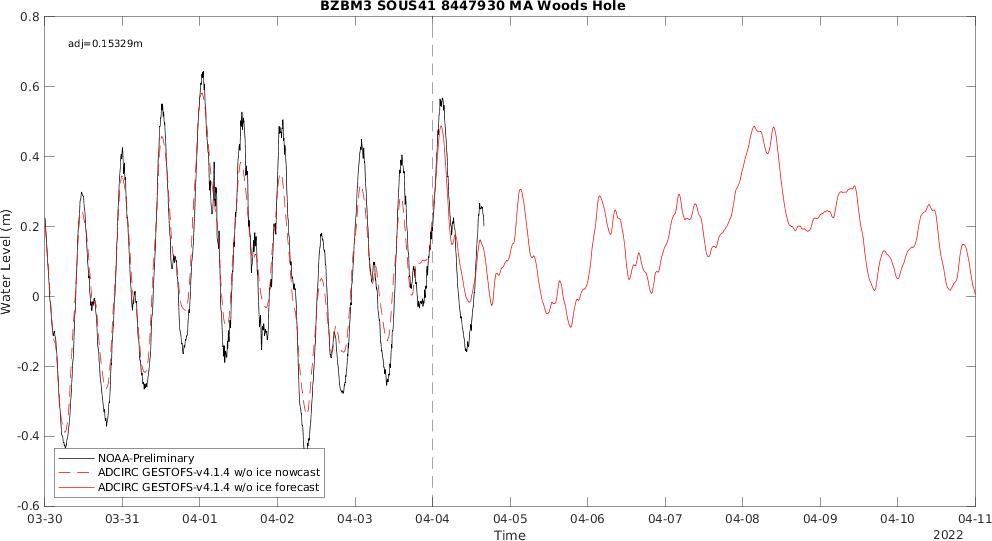 BZBM3 SOUS41 8447930 MA Woods Hole
adj=0.15329m
Water Level (m)
0.8
0.6
0.4
0.2
0
-0.2
-0.4
-0.6
NOAA-Preliminary
ADCIRC GESTOFS-v4.1.4 w/o ice nowcast
ADCIRC GESTOFS-v4.1.4 w/o ice forecast
03-30 03-31 04-01 04-02 04-03 04-04 04-05 04-06 04-07 04-08 04-09 04-10 04-11
Time
2022